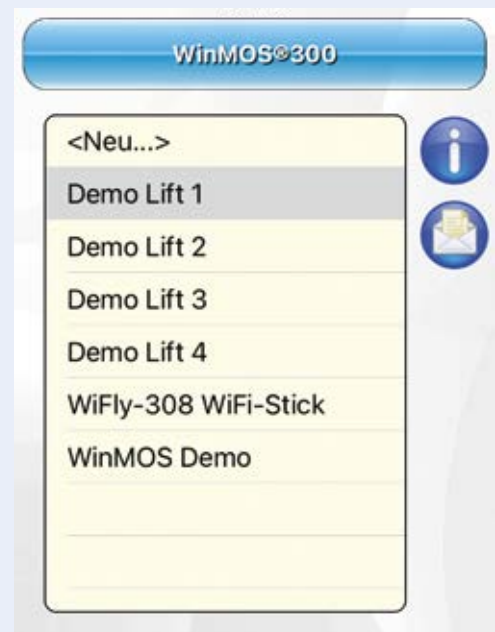 WinMOS®300
<Neu...>
Demo Lift 1
Demo Lift 2
Demo Lift 3
Demo Lift 4
WiFly-308 WiFi-Stick
WinMOS Demo